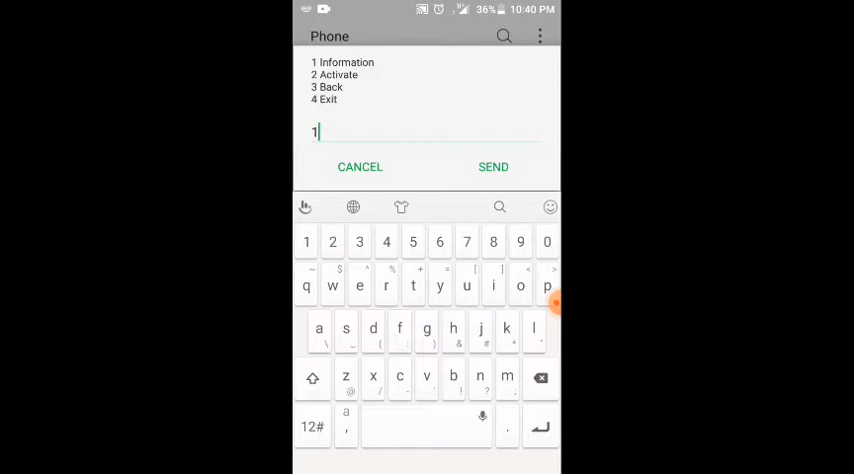 36% 10:40 PM
Phone
1 Information
2 Activate
3 Back
4 Exit
1
CANCEL SEND
1 2 3 4 5 6 7 8 9 0
~ $ ^ % + = [ ] < >
q w e r t y u i o p
a s d f g h j k l
\ _ ( : ) & # * "
z x c v b n m
@ / - ' ! ? ;
12# a , .